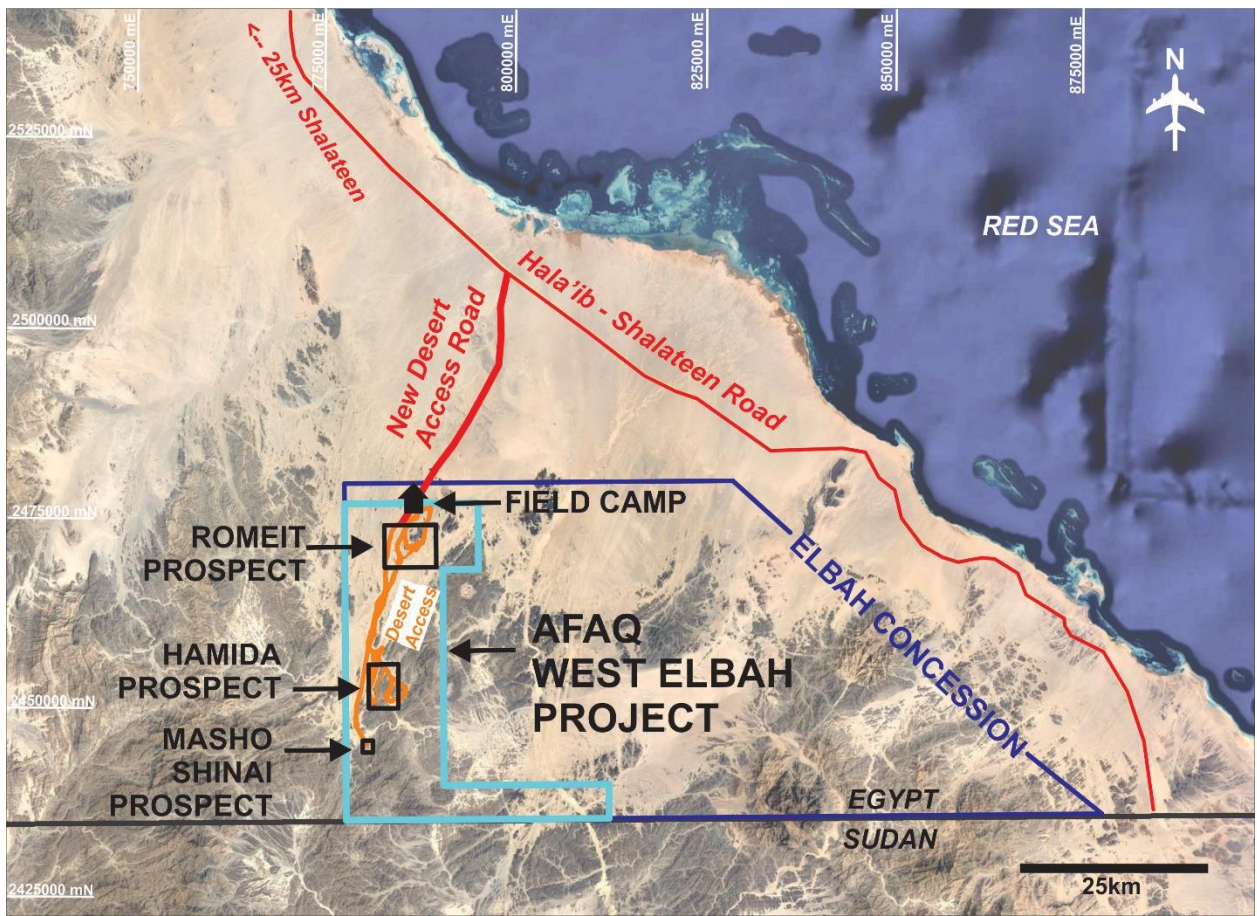 750000 mE
775000 mE
800000 mE
825000 mE
850000 mE
875000 mE
N
<-- 25km Shalateen
2525000 mN
RED SEA
Hala'ib - Shalateen Road
New Desert
Access Road
2500000 mN
2475000 mN
FIELD CAMP
ROMEIT
PROSPECT
Desert
Access
ELBAH CONCESSION
AFAQ
WEST ELBAH
PROJECT
HAMIDA
PROSPECT
2450000 mN
MASHO
SHINAI
PROSPECT
EGYPT
SUDAN
2425000 mN
25km